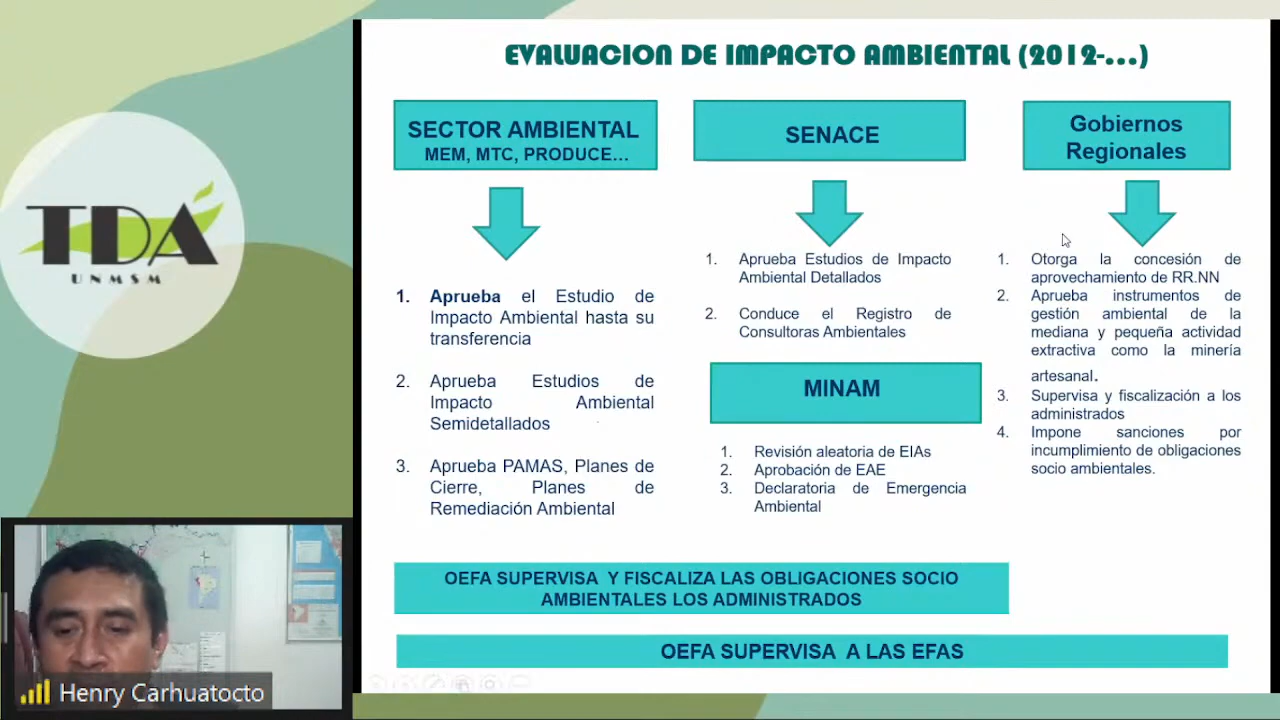 EVALUACION DE IMPACTO AMBIENTAL (2012-...)
SECTOR AMBIENTAL
MEM, MTC, PRODUCE...
1. Aprueba el Estudio de
Impacto Ambiental hasta su
transferencia
2. Aprueba Estudios de
Impacto Ambiental
Semidetallados
3. Aprueba PAMAS, Planes de
Cierre, Planes de
Remediación Ambiental
SENACE
1. Aprueba Estudios de Impacto
Ambiental Detallados
2. Conduce el Registro de
Consultoras Ambientales
MINAM
1. Revisión aleatoria de EIAs
2. Aprobación de EAE
3. Declaratoria de Emergencia
Ambiental
Gobiernos
Regionales
1. Otorga la concesión de
aprovechamiento de RR.NN
2. Aprueba instrumentos de
gestión ambiental de la
mediana y pequeña actividad
extractiva como la minería
artesanal.
3. Supervisa y fiscalización a los
administrados
4. Impone sanciones por
incumplimiento de obligaciones
socio ambientales.
OEFA SUPERVISA Y FISCALIZA LAS OBLIGACIONES SOCIO
AMBIENTALES LOS ADMINISTRADOS
OEFA SUPERVISA A LAS EFAS
TDA
UNMSM
Henry Carhuatocto